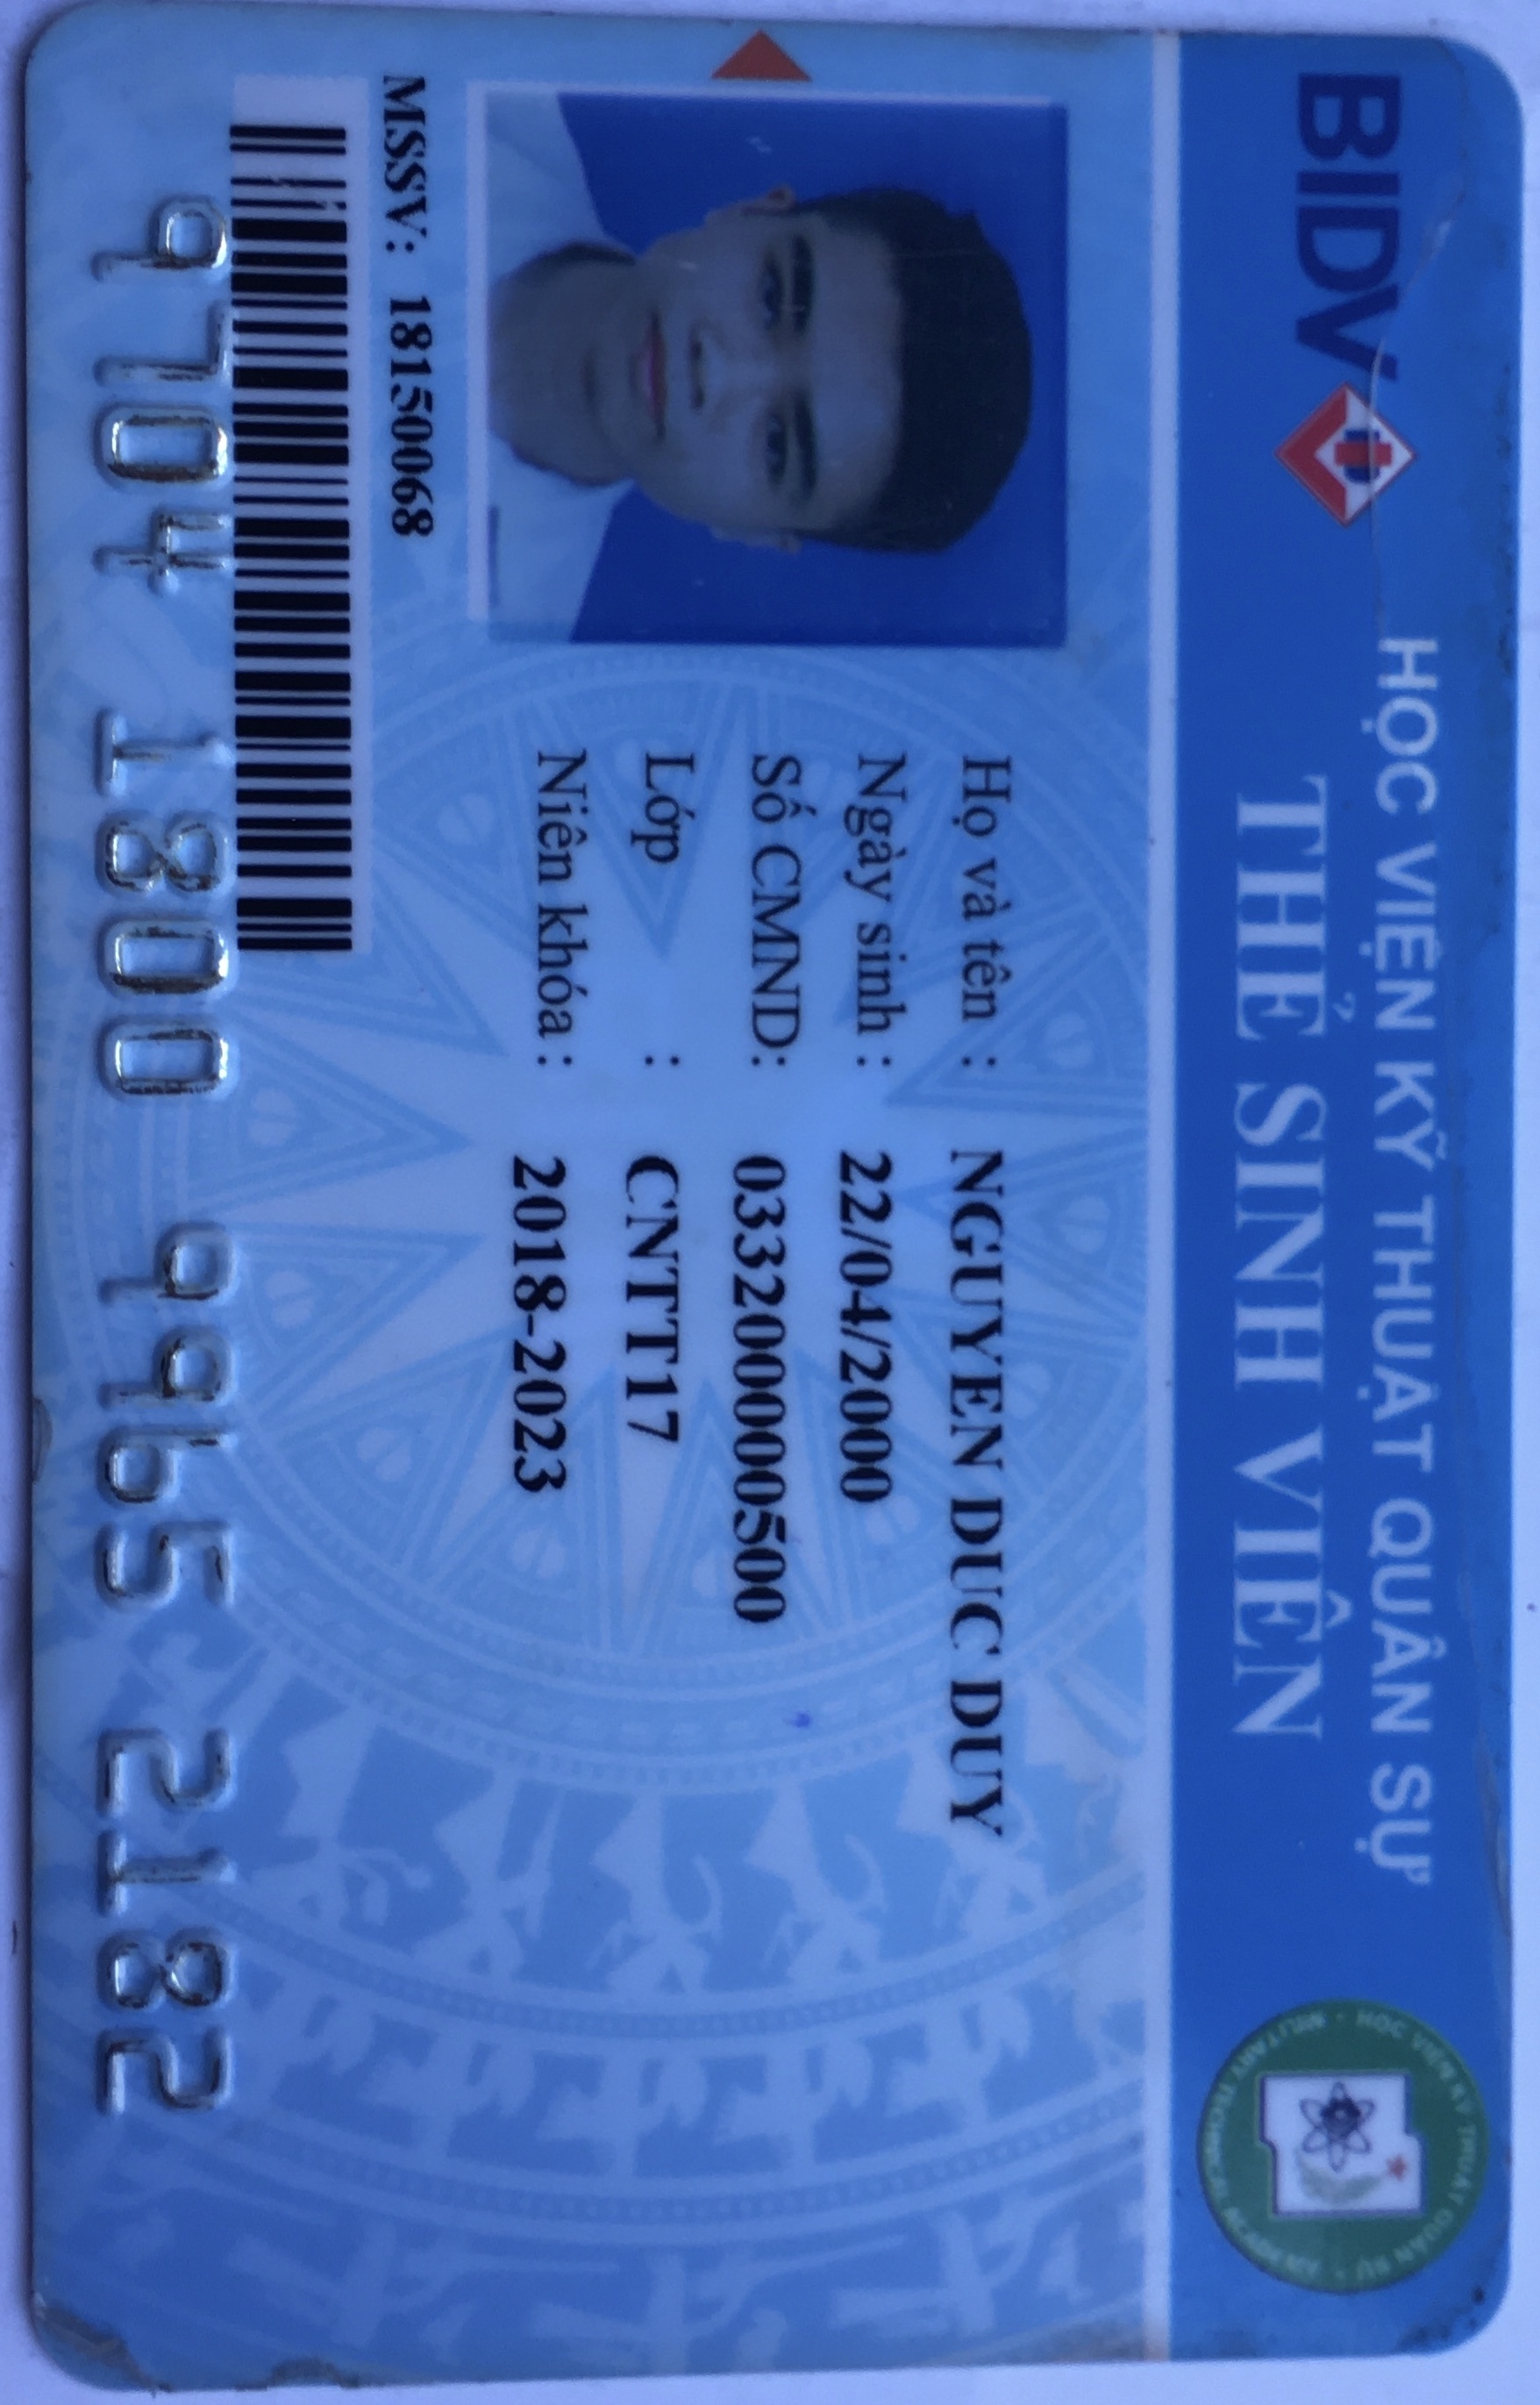 BIDV
HỌC VIỆN KỸ THUẬT QUÂN SỰ
THẺ SINH VIÊN
HỌC VIỆN KỸ THUẬT QUÂN SỰ • MILITARY TECHNICAL ACADEMY •
Họ và tên : NGUYEN DUC DUY
Ngày sinh : 22/04/2000
Số CMND: 033200000500
Lớp : CNTT17
Niên khóa : 2018-2023
MSSV: 18150068
9704 1800 9965 2182